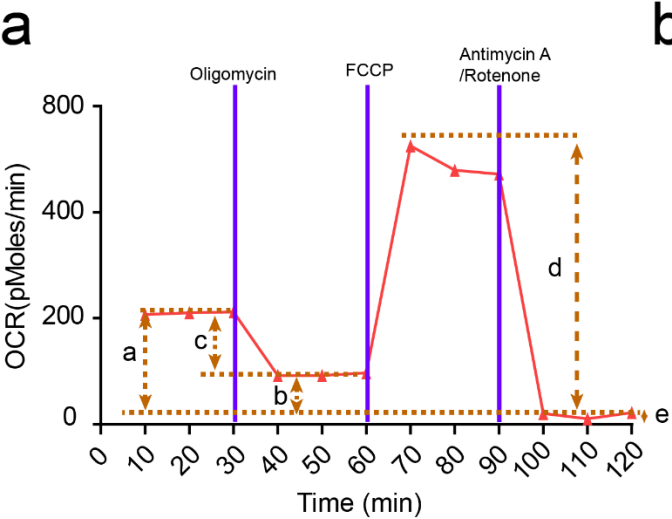 a
b
Oligomycin
FCCP
Antimycin A
/Rotenone
OCR(pMoles/min)
800
400
200
0
a
c
b
d
e
0 10 20 30 40 50 60 70 80 90 100 110 120
Time (min)